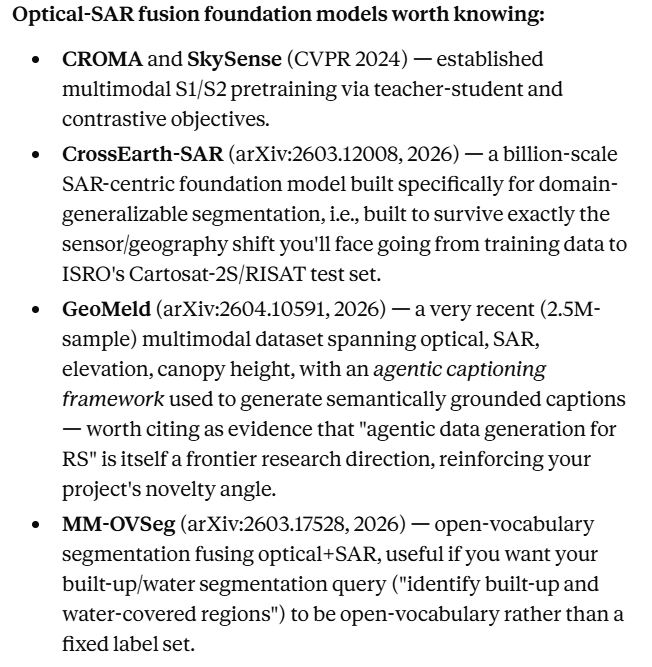 Optical-SAR fusion foundation models worth knowing:
• CROMA and SkySense (CVPR 2024) — established
multimodal S1/S2 pretraining via teacher-student and
contrastive objectives.
• CrossEarth-SAR (arXiv:2603.12008, 2026) — a billion-scale
SAR-centric foundation model built specifically for domain-
generalizable segmentation, i.e., built to survive exactly the
sensor/geography shift you'll face going from training data to
ISRO's Cartosat-2S/RISAT test set.
• GeoMeld (arXiv:2604.10591, 2026) — a very recent (2.5M-
sample) multimodal dataset spanning optical, SAR,
elevation, canopy height, with an agentic captioning
framework used to generate semantically grounded captions
— worth citing as evidence that "agentic data generation for
RS" is itself a frontier research direction, reinforcing your
project's novelty angle.
• MM-OVSeg (arXiv:2603.17528, 2026) — open-vocabulary
segmentation fusing optical+SAR, useful if you want your
built-up/water segmentation query ("identify built-up and
water-covered regions") to be open-vocabulary rather than a
fixed label set.